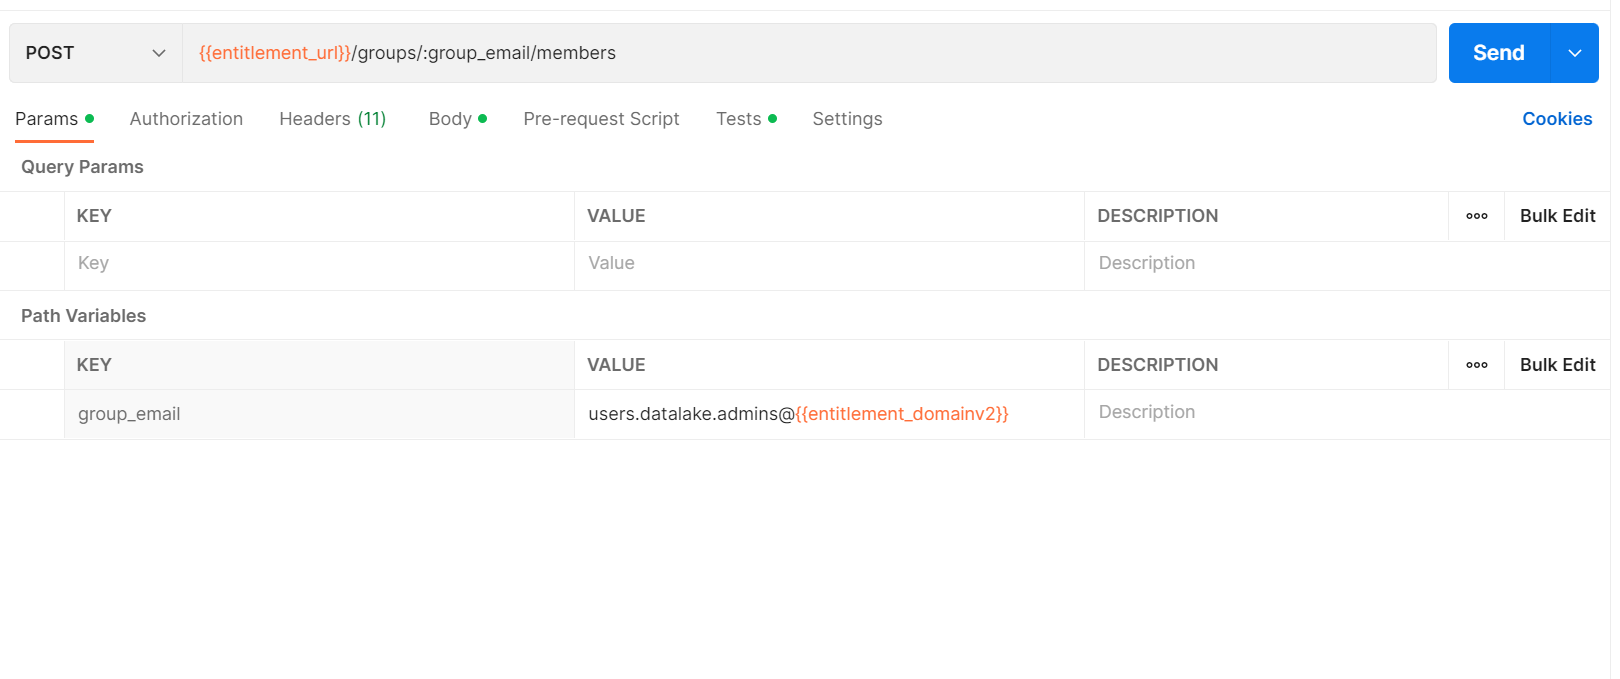 POST {{entitlement_url}}/groups/:group_email/members Send
Params Authorization Headers (11) Body Pre-request Script Tests Settings Cookies
Query Params
KEY VALUE DESCRIPTION Bulk Edit
Key Value Description
Path Variables
KEY VALUE DESCRIPTION Bulk Edit
group_email users.datalake.admins@{{entitlement_domainv2}} Description